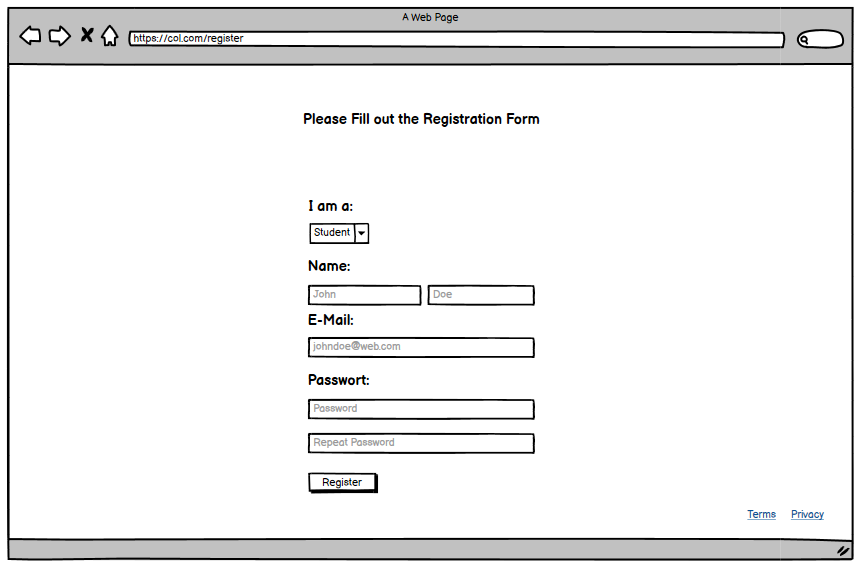 A Web Page
https://col.com/register
Please Fill out the Registration Form
I am a:
Student
Name:
John Doe
E-Mail:
johndoe@web.com
Passwort:
Password
Repeat Password
Register
Terms Privacy